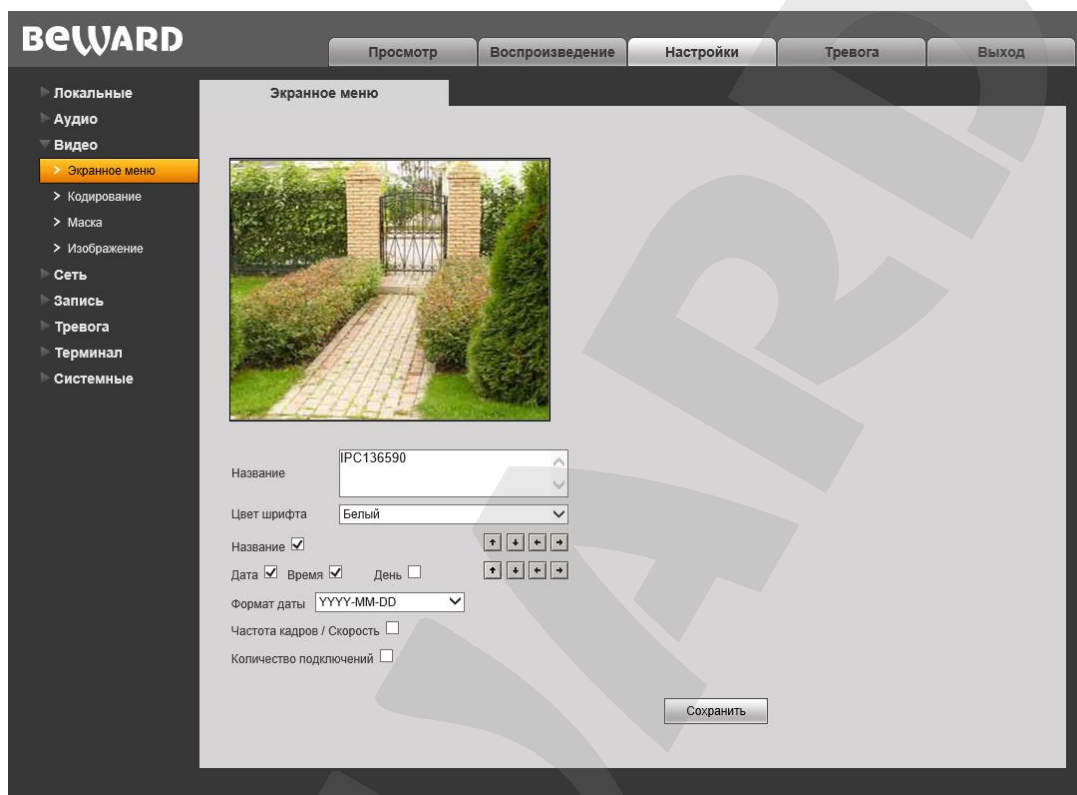 BEWARD
Просмотр Воспроизведение Настройки Тревога Выход
Локальные
Аудио
Видео
> Экранное меню
> Кодирование
> Маска
> Изображение
Сеть
Запись
Тревога
Терминал
Системные
Экранное меню
Название IPC136590
Цвет шрифта Белый
Название
Дата Время День
Формат даты YYYY-MM-DD
Частота кадров / Скорость
Количество подключений
Сохранить